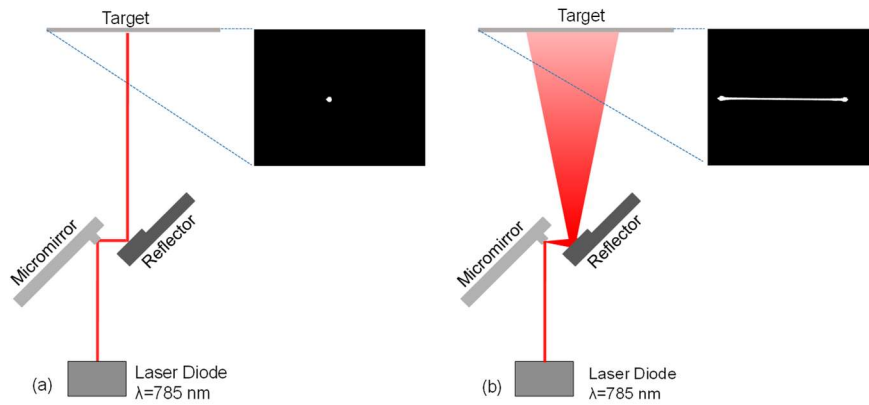 Target
Micromirror
Reflector
(a)
Laser Diode
λ=785 nm
Target
Micromirror
Reflector
(b)
Laser Diode
λ=785 nm